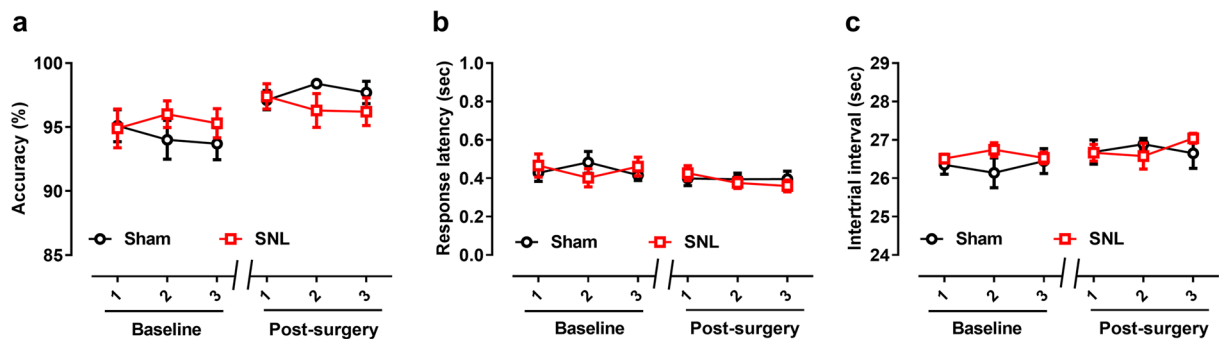 a
Accuracy (%)
100
95
90
85
Sham
SNL
1 2 3 1 2 3
Baseline Post-surgery
b
Response latency (sec)
1.0
0.8
0.6
0.4
0.2
0.0
Sham
SNL
1 2 3 1 2 3
Baseline Post-surgery
c
Intertrial interval (sec)
29
28
27
26
25
24
Sham
SNL
1 2 3 1 2 3
Baseline Post-surgery